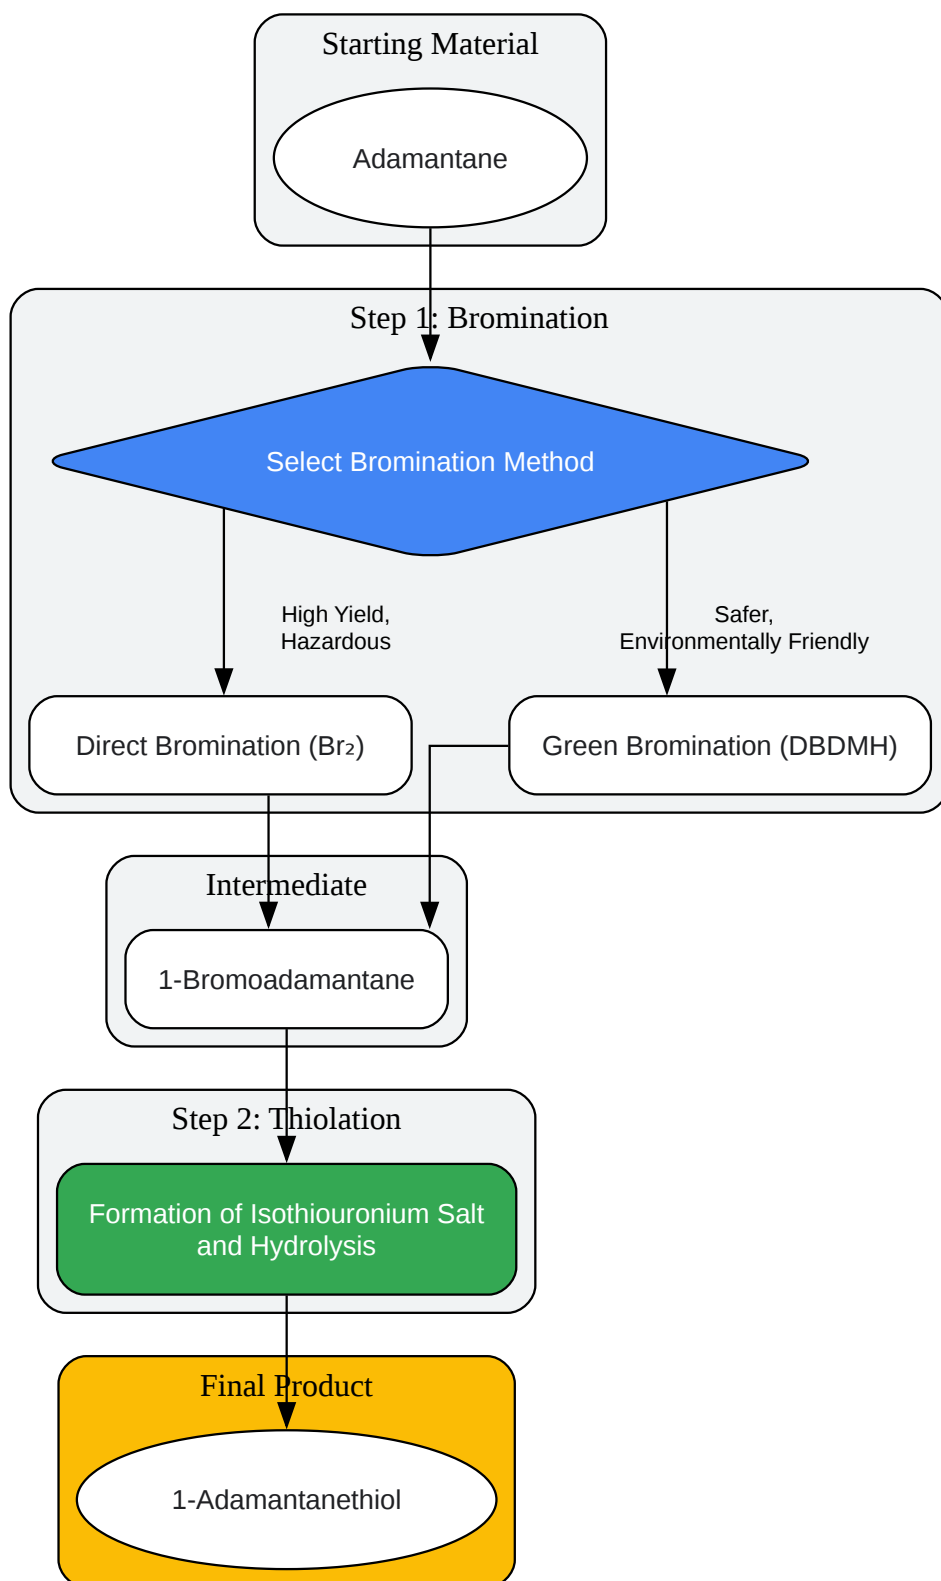 Starting Material
Adamantane
Step 1: Bromination
Select Bromination Method
High Yield,
Hazardous
Safer,
Environmentally Friendly
Direct Bromination (Br₂)
Green Bromination (DBDMH)
Intermediate
1-Bromoadamantane
Step 2: Thiolation
Formation of Isothiouronium Salt
and Hydrolysis
Final Product
1-Adamantanethiol